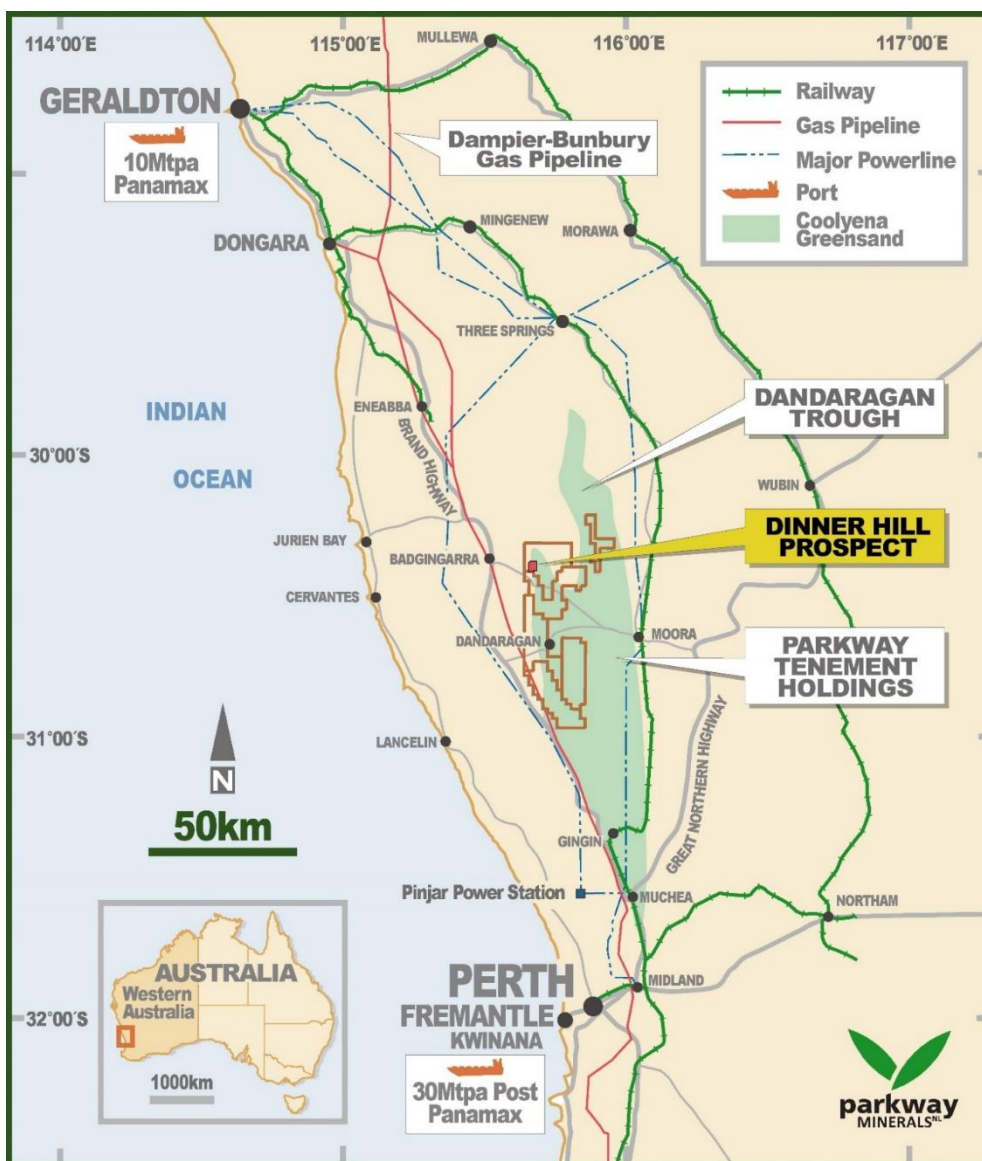 114°00´E
115°00´E
116°00´E
117°00´E
MULLEWA
GERALDTON
10Mtpa
Panamax
Dampier-Bunbury
Gas Pipeline
Railway
Gas Pipeline
Major Powerline
Port
Coolyena
Greensand
DONGARA
MINGENEW
MORAWA
THREE SPRINGS
INDIAN
OCEAN
ENEABBA
BRAND HIGHWAY
DANDARAGAN
TROUGH
30°00´S
WUBIN
JURIEN BAY
BADGINGARRA
DINNER HILL
PROSPECT
CERVANTES
DANDARAGAN
MOORA
PARKWAY
TENEMENT
HOLDINGS
31°00´S
LANCELIN
GREAT NORTHERN HIGHWAY
N
50km
GINGIN
Pinjar Power Station
MUCHEA
NORTHAM
AUSTRALIA
Western
Australia
1000km
PERTH
MIDLAND
32°00´S
FREMANTLE
KWINANA
30Mtpa Post
Panamax
parkway
MINERALS NL